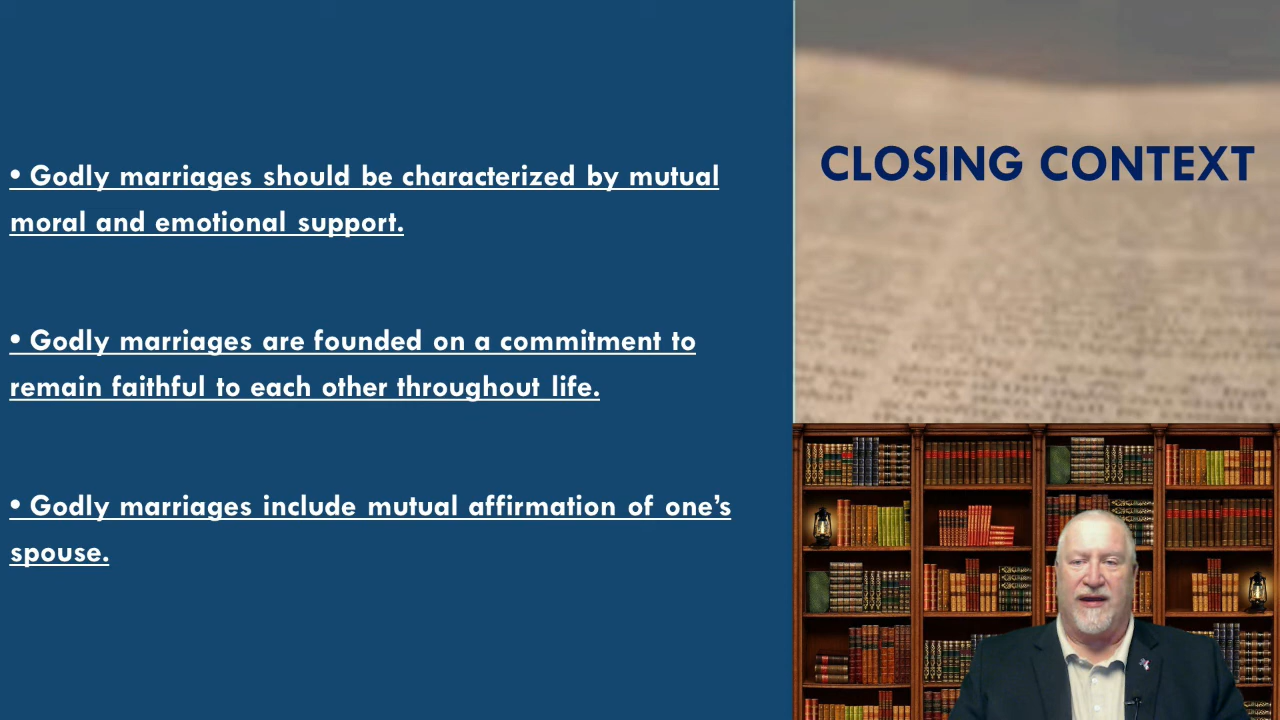 • Godly marriages should be characterized by mutual
moral and emotional support.
• Godly marriages are founded on a commitment to
remain faithful to each other throughout life.
• Godly marriages include mutual affirmation of one’s
spouse.
CLOSING CONTEXT